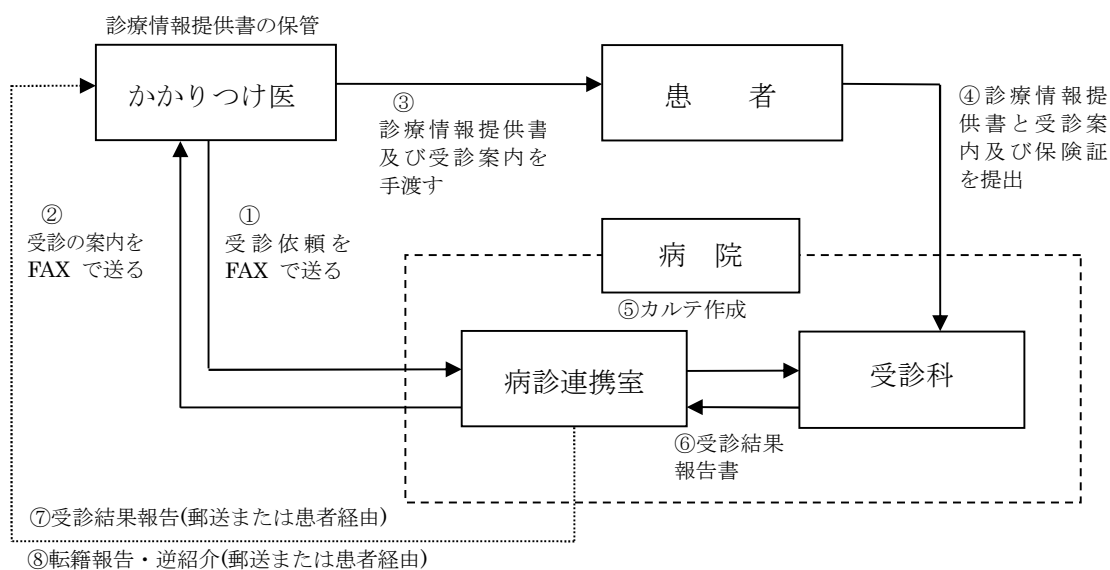 診療情報提供書の保管
かかりつけ医
患　者
③
診療情報提供書
及び受診案内を
手渡す
④診療情報提
供書と受診案
内及び保険証
を提出
②
受診の案内を
FAX で送る
①
受診依頼を
FAX で送る
病　院
⑤カルテ作成
病診連携室
受診科
⑥受診結果
報告書
⑦受診結果報告(郵送または患者経由)
⑧転籍報告・逆紹介(郵送または患者経由)